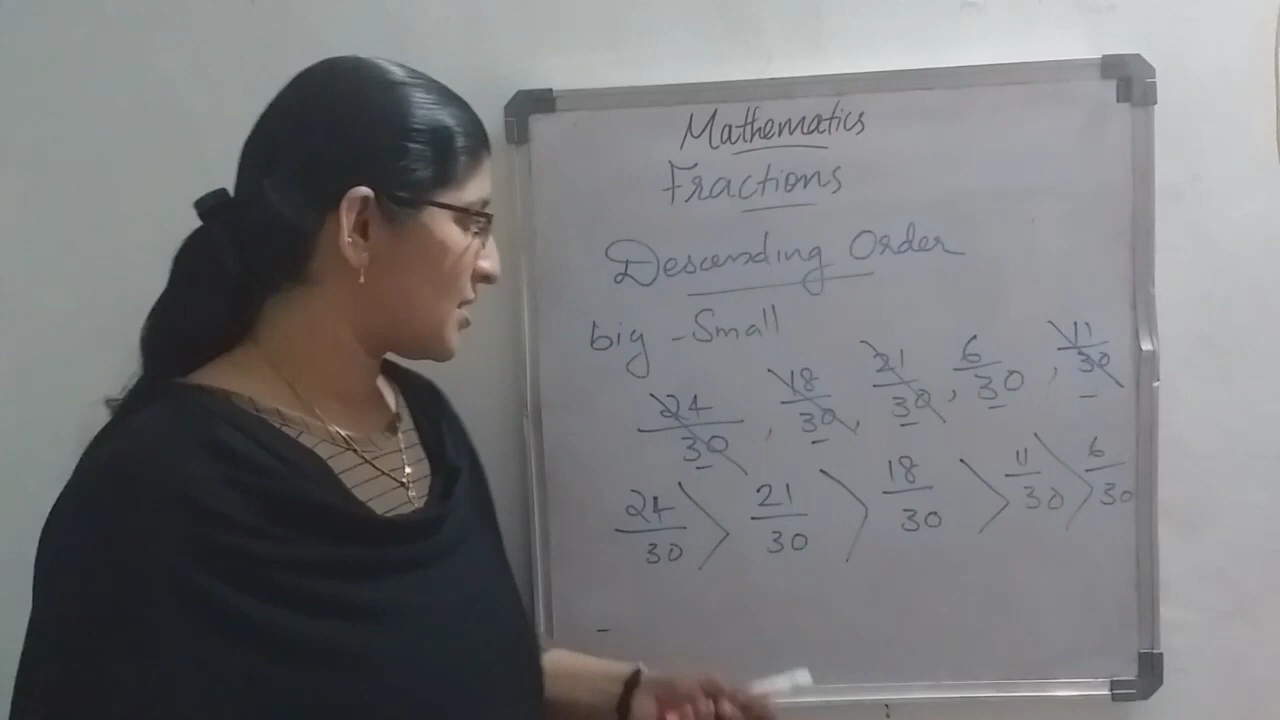 Mathematics
Fractions
Descending Order
big - Small
24/30, 18/30, 21/30, 6/30, 11/30
24/30 > 21/30 > 18/30 > 11/30 > 6/30